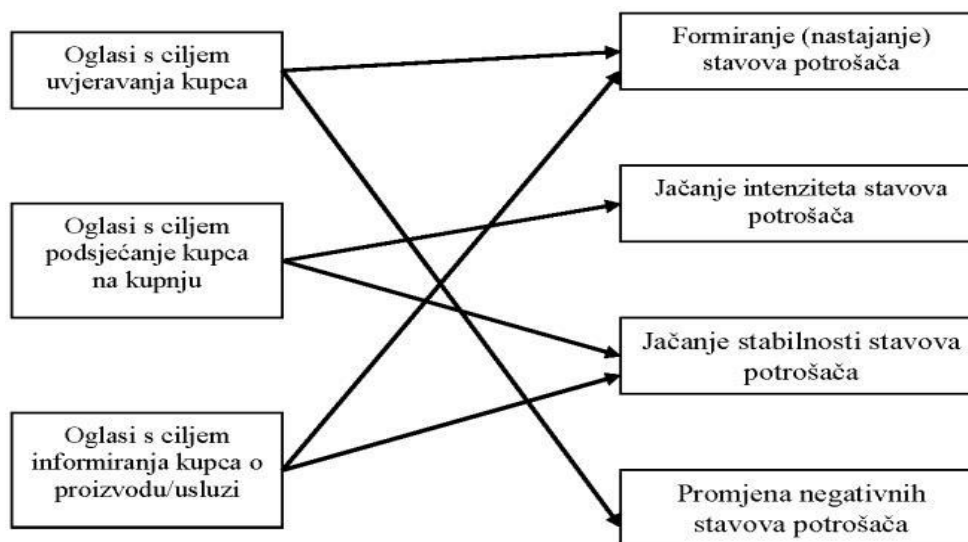 Oglasi s ciljem
uvjeravanja kupca
Oglasi s ciljem
podsjećanje kupca
na kupnju
Oglasi s ciljem
informiranja kupca o
proizvodu/usluzi
Formiranje (nastajanje)
stavova potrošača
Jačanje intenziteta stavova
potrošača
Jačanje stabilnosti stavova
potrošača
Promjena negativnih
stavova potrošača